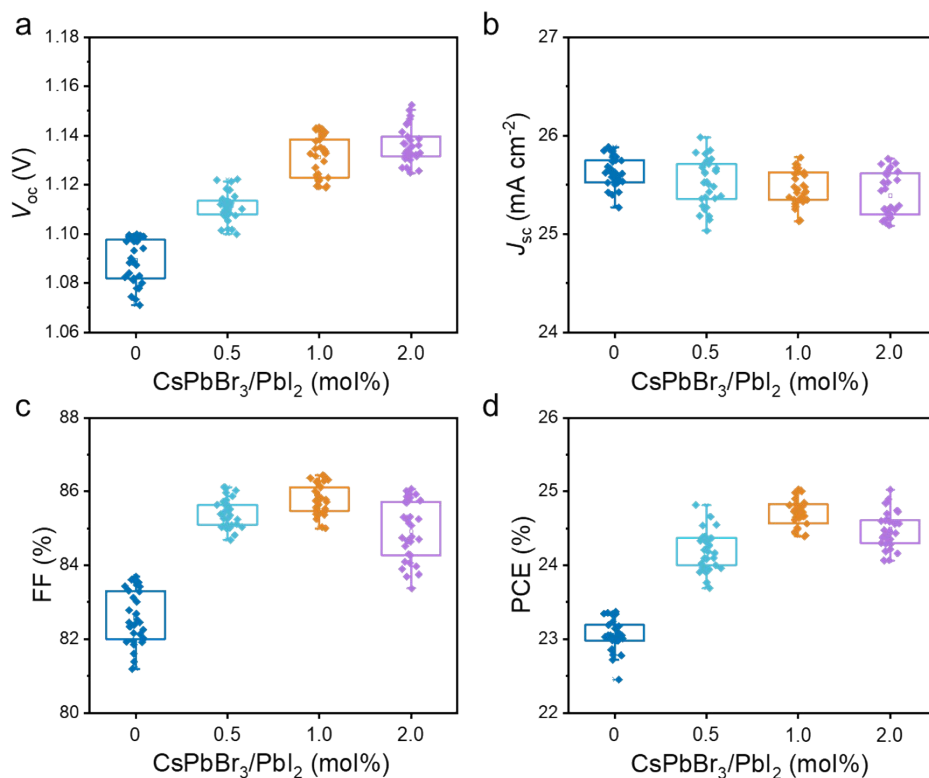 a
1.18
1.16
1.14
1.12
1.10
1.08
1.06
Voc (V)
0 0.5 1.0 2.0
CsPbBr₃/PbI₂ (mol%)
b
27
26
25
24
Jsc (mA cm⁻²)
0 0.5 1.0 2.0
CsPbBr₃/PbI₂ (mol%)
c
88
86
84
82
80
FF (%)
0 0.5 1.0 2.0
CsPbBr₃/PbI₂ (mol%)
d
26
25
24
23
22
PCE (%)
0 0.5 1.0 2.0
CsPbBr₃/PbI₂ (mol%)